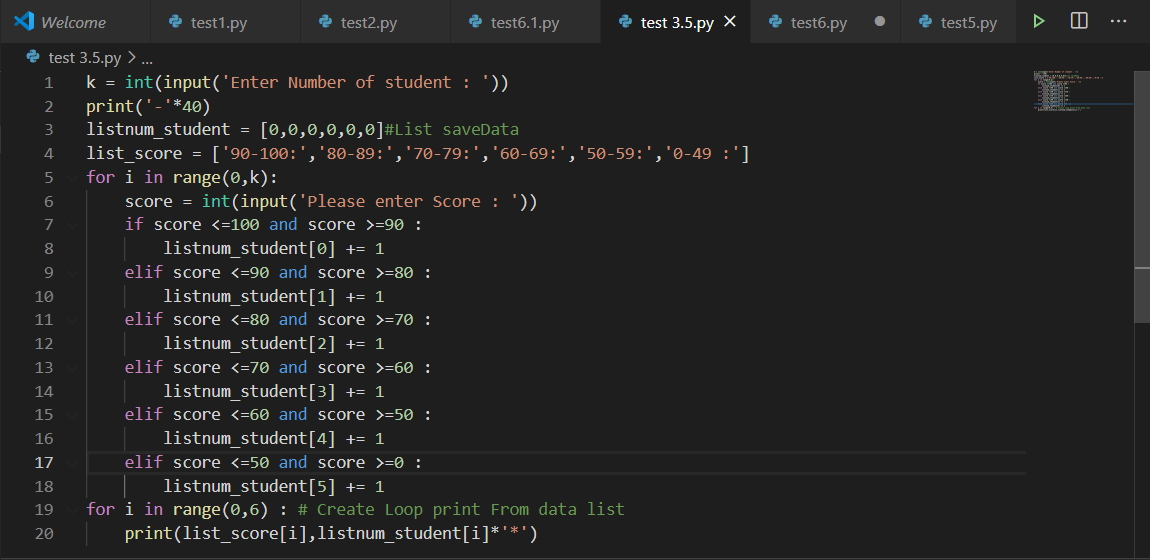 Welcome test1.py test2.py test6.1.py test 3.5.py test6.py test5.py
test 3.5.py > ...
1 k = int(input('Enter Number of student : '))
2 print('-'*40)
3 listnum_student = [0,0,0,0,0,0]#List saveData
4 list_score = ['90-100:','80-89:','70-79:','60-69:','50-59:','0-49 :']
5 for i in range(0,k):
6     score = int(input('Please enter Score : '))
7     if score <=100 and score >=90 :
8         listnum_student[0] += 1
9     elif score <=90 and score >=80 :
10         listnum_student[1] += 1
11     elif score <=80 and score >=70 :
12         listnum_student[2] += 1
13     elif score <=70 and score >=60 :
14         listnum_student[3] += 1
15     elif score <=60 and score >=50 :
16         listnum_student[4] += 1
17     elif score <=50 and score >=0 :
18         listnum_student[5] += 1
19 for i in range(0,6) : # Create Loop print From data list
20     print(list_score[i],listnum_student[i]*'*')